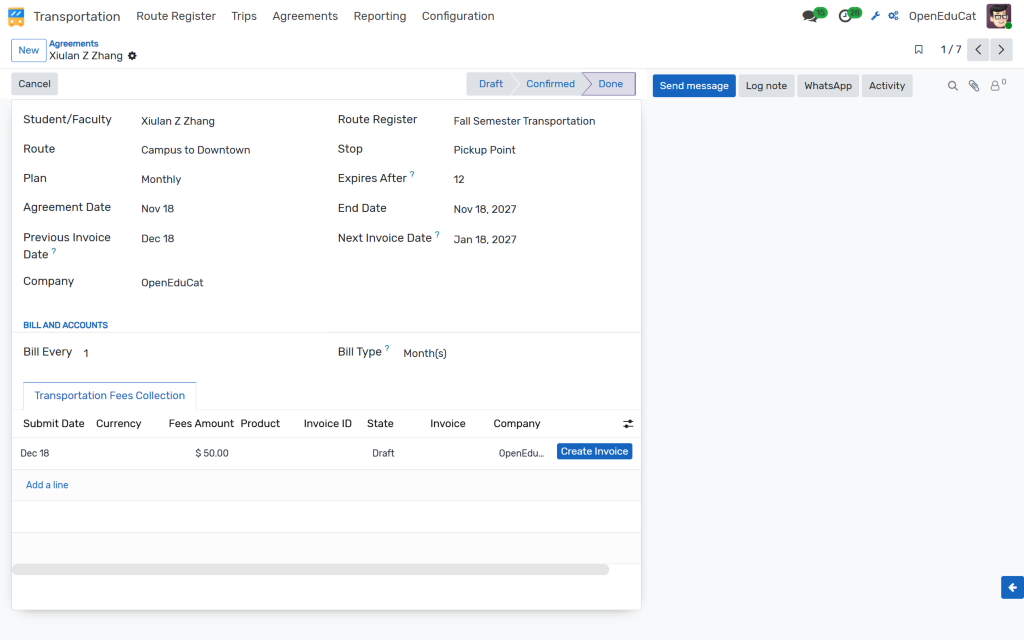 Transportation Route Register Trips Agreements Reporting Configuration 15 26 OpenEduCat
New Agreements
Xiulan Z Zhang 1 / 7
Cancel Draft Confirmed Done Send message Log note WhatsApp Activity 0
Student/Faculty Xiulan Z Zhang Route Register Fall Semester Transportation
Route Campus to Downtown Stop Pickup Point
Plan Monthly Expires After ? 12
Agreement Date Nov 18 End Date Nov 18, 2027
Previous Invoice Date ? Dec 18 Next Invoice Date ? Jan 18, 2027
Company OpenEduCat
BILL AND ACCOUNTS
Bill Every 1 Bill Type ? Month(s)
Transportation Fees Collection
Submit Date Currency Fees Amount Product Invoice ID State Invoice Company
Dec 18 $ 50.00 Draft OpenEdu... Create Invoice
Add a line